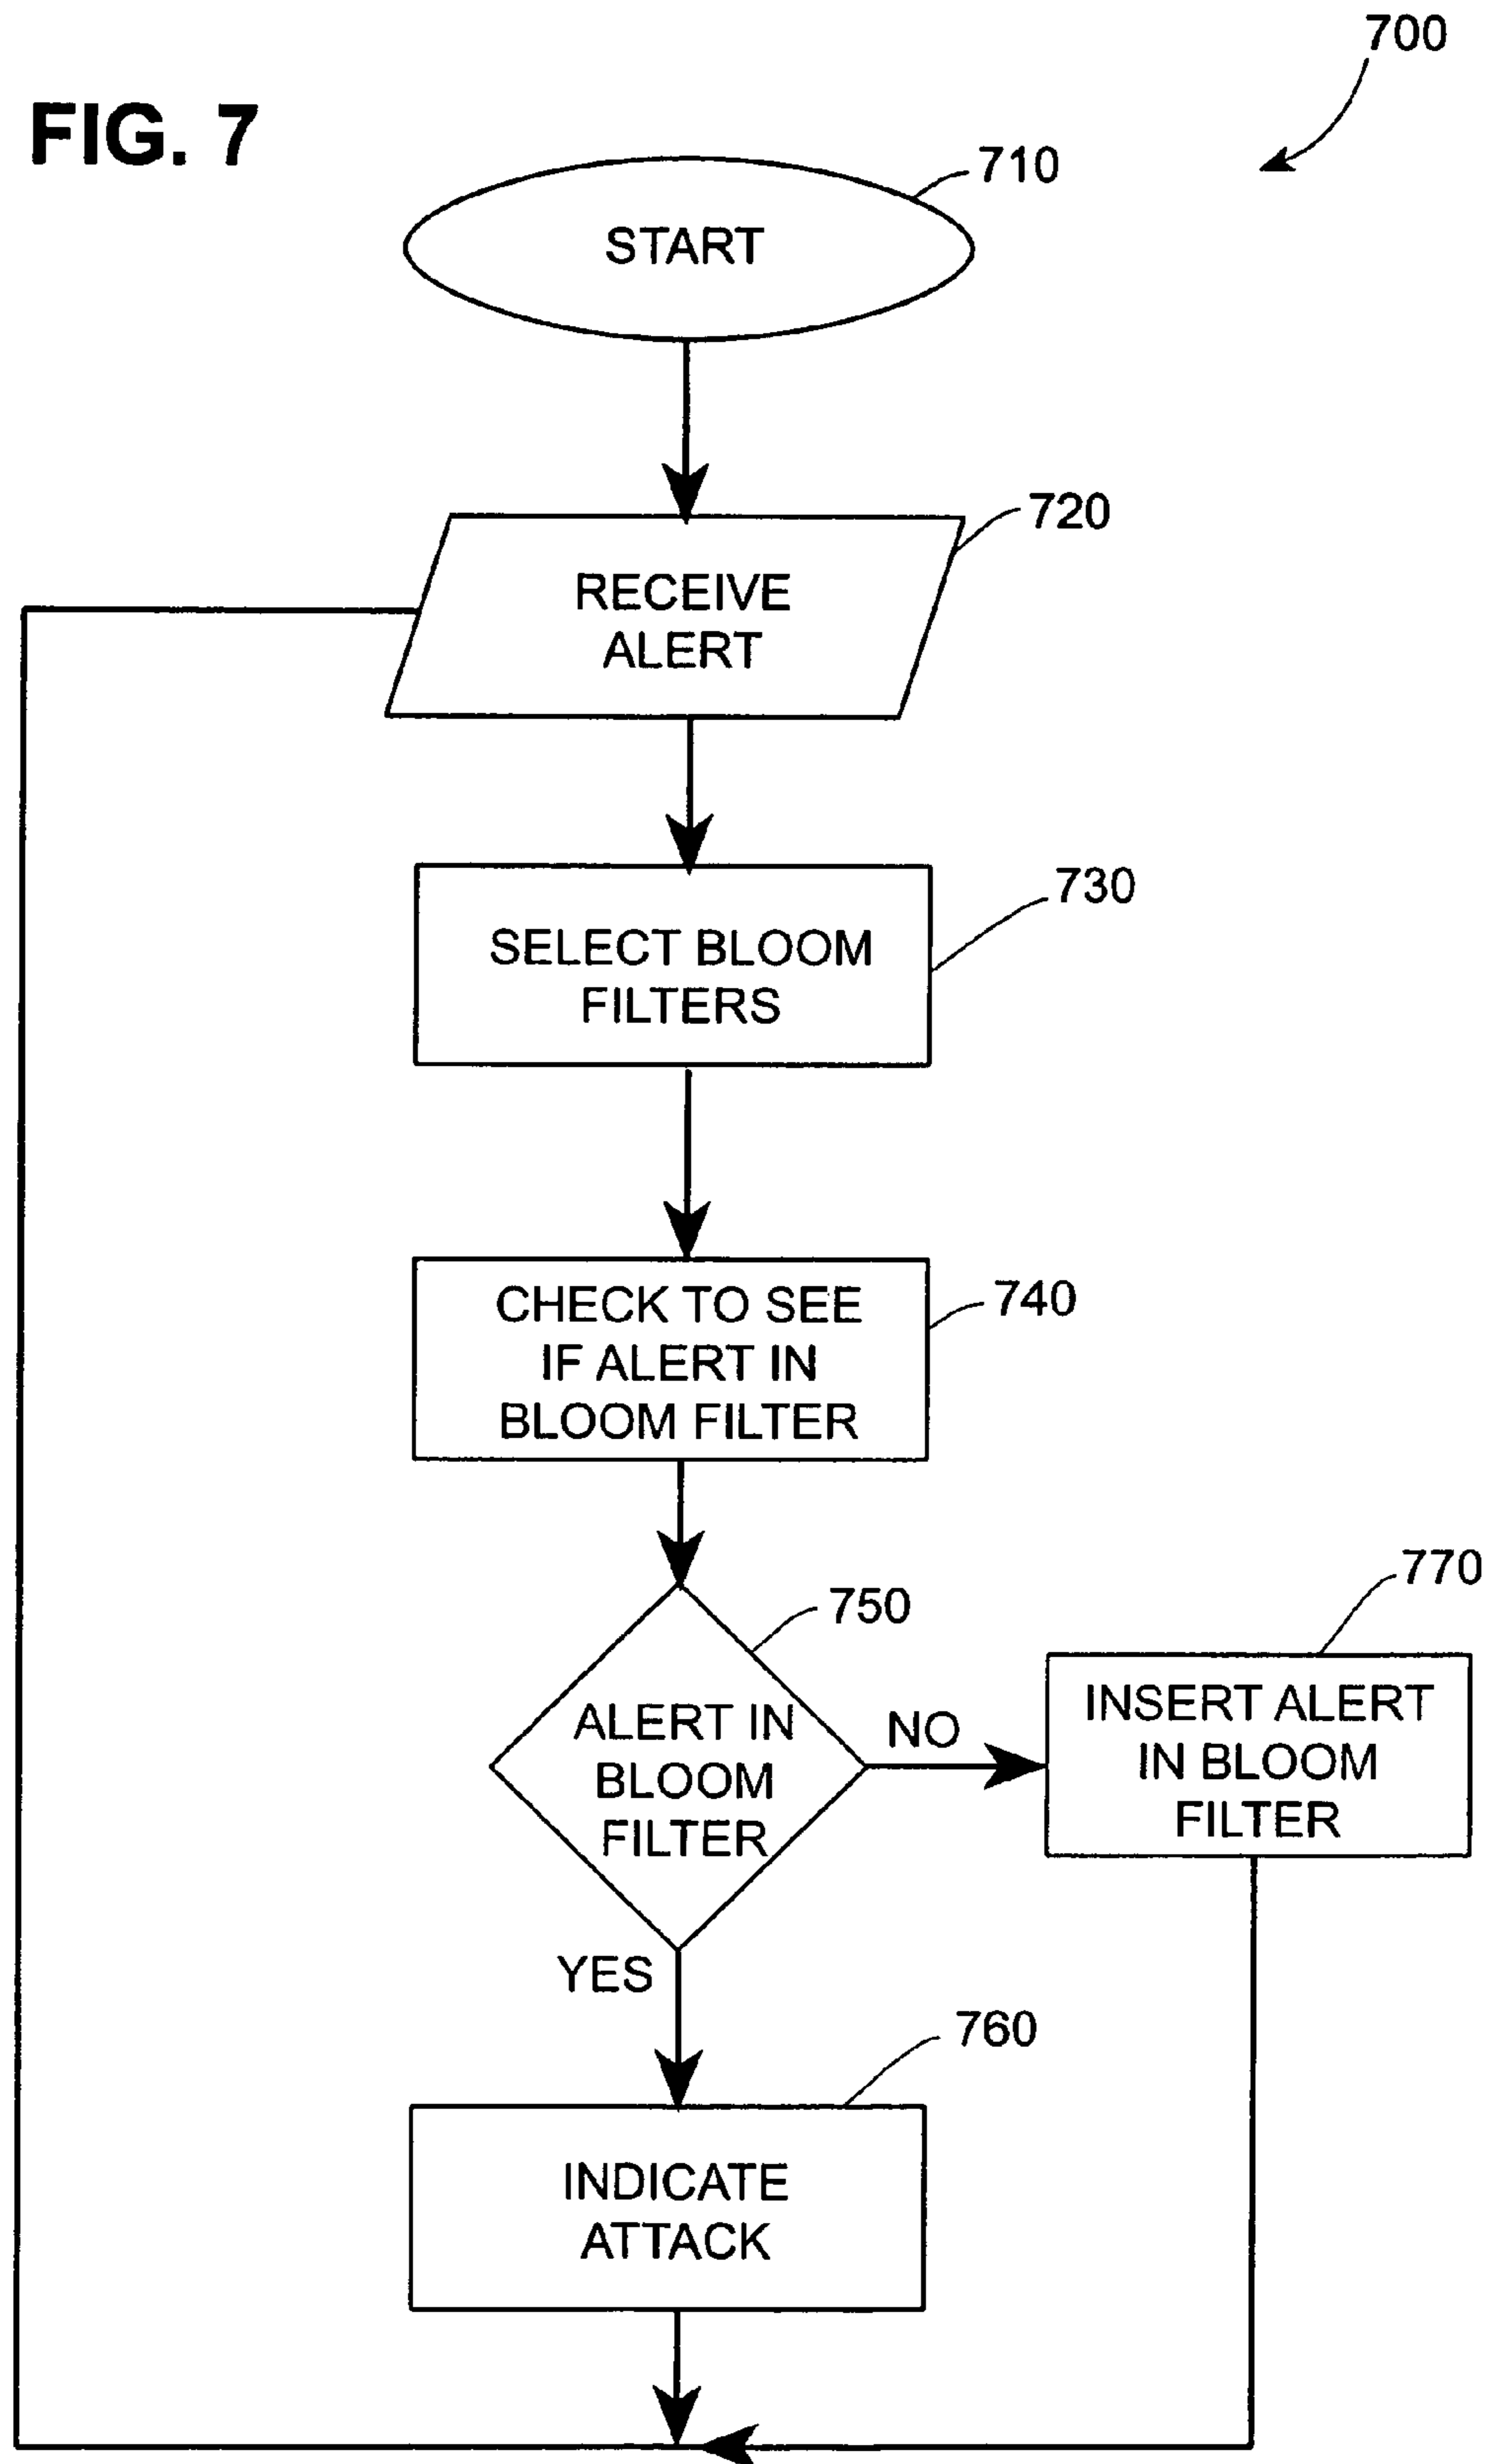 700
FIG. 7
710
START
720
RECEIVE
ALERT
730
SELECT BLOOM
FILTERS
740
CHECK TO SEE
IF ALERT IN
BLOOM FILTER
750
ALERT IN
BLOOM
FILTER
NO
770
INSERT ALERT
IN BLOOM
FILTER
YES
760
INDICATE
ATTACK